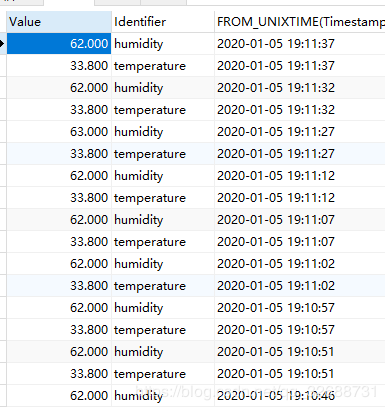 Value Identifier FROM_UNIXTIME(Timestamp
62.000 humidity 2020-01-05 19:11:37
33.800 temperature 2020-01-05 19:11:37
62.000 humidity 2020-01-05 19:11:32
33.800 temperature 2020-01-05 19:11:32
63.000 humidity 2020-01-05 19:11:27
33.800 temperature 2020-01-05 19:11:27
62.000 humidity 2020-01-05 19:11:12
33.800 temperature 2020-01-05 19:11:12
62.000 humidity 2020-01-05 19:11:07
33.800 temperature 2020-01-05 19:11:07
62.000 humidity 2020-01-05 19:11:02
33.800 temperature 2020-01-05 19:11:02
62.000 humidity 2020-01-05 19:10:57
33.800 temperature 2020-01-05 19:10:57
62.000 humidity 2020-01-05 19:10:51
33.800 temperature 2020-01-05 19:10:51
62.000 humidity 2020-01-05 19:10:46